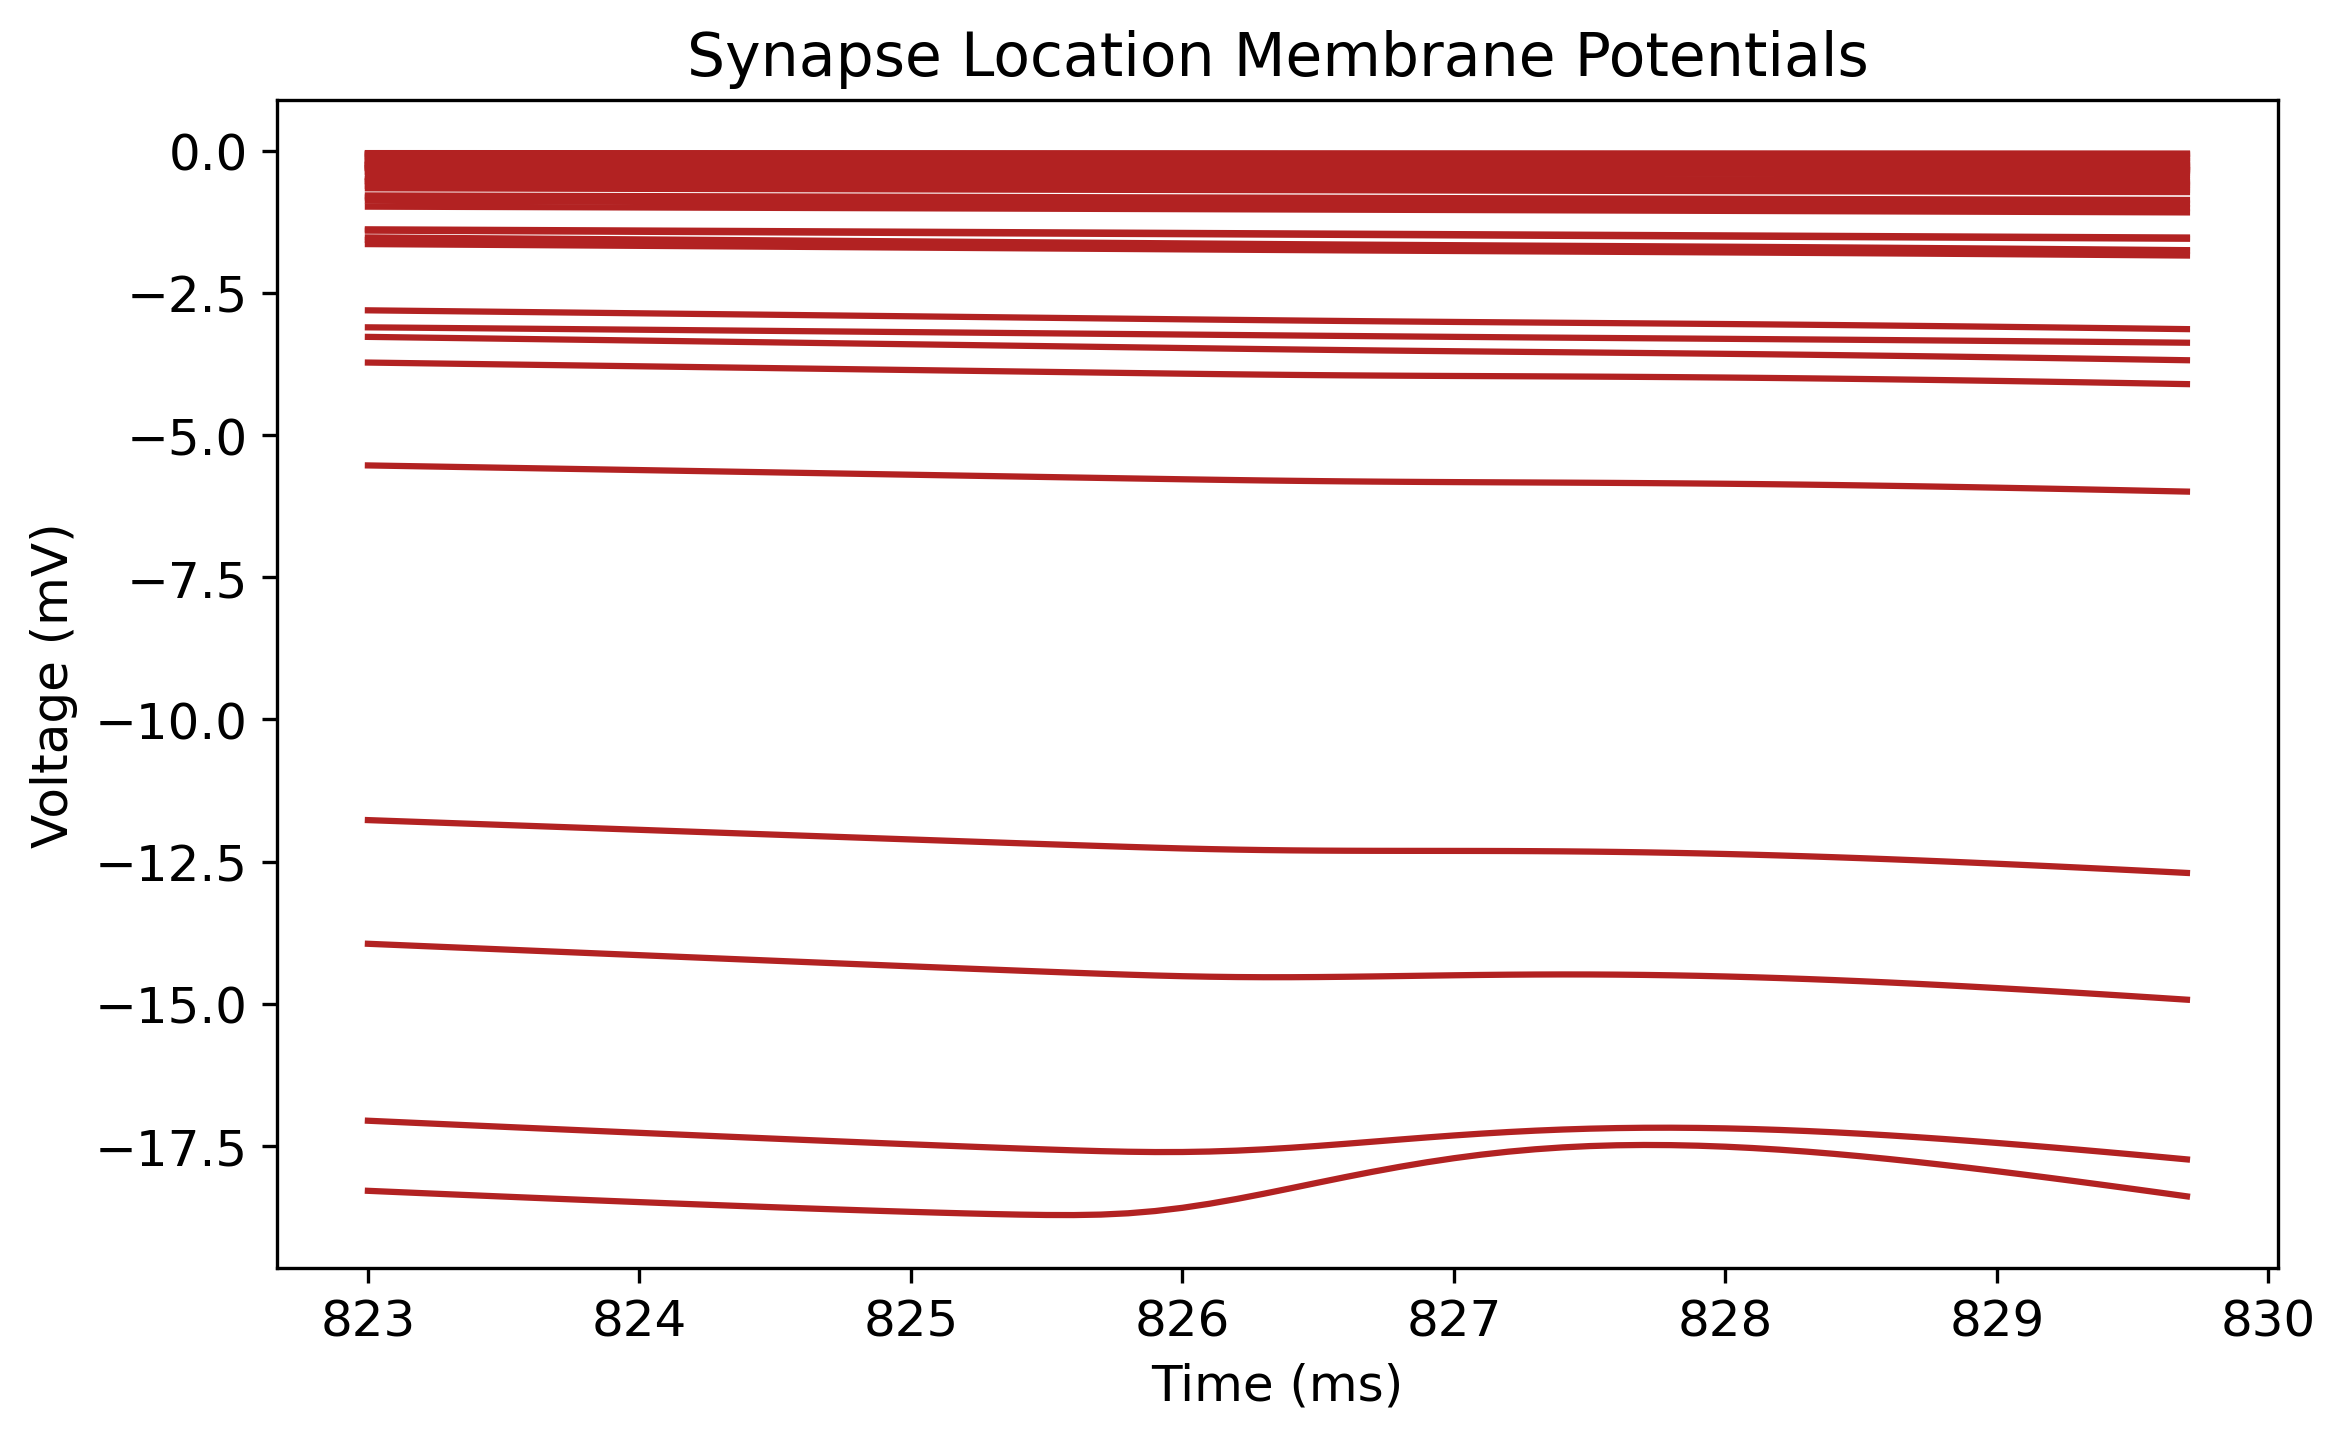 Synapse Location Membrane Potentials
0.0
−2.5
−5.0
−7.5
−10.0
−12.5
−15.0
−17.5
Voltage (mV)
823 824 825 826 827 828 829 830
Time (ms)